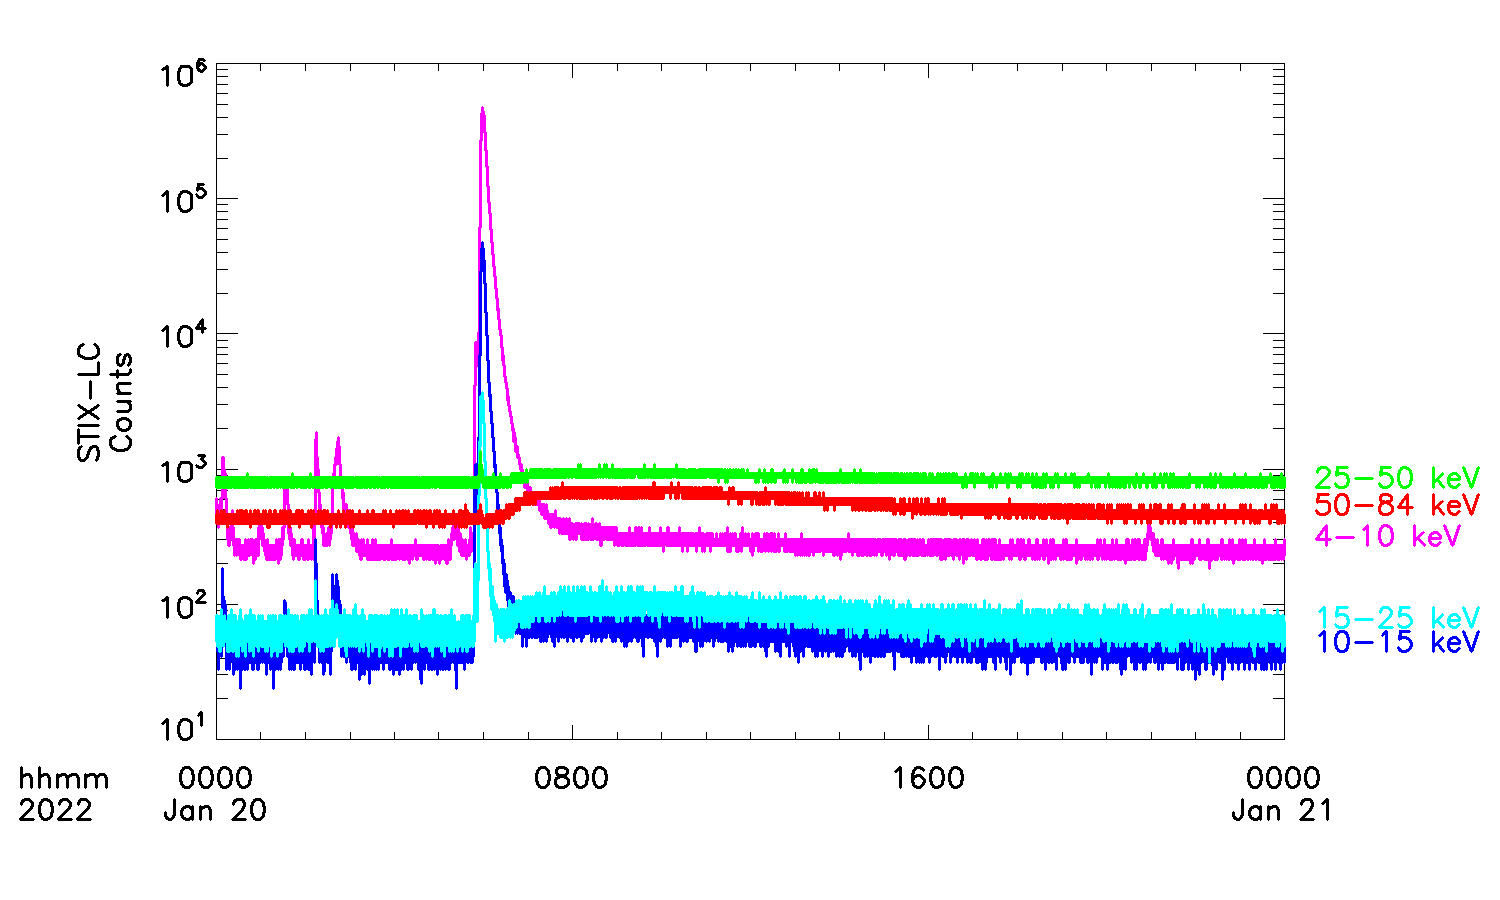 10⁶
10⁵
10⁴
10³
10²
10¹
STIX-LC
Counts
25-50 keV
50-84 keV
4-10 keV
15-25 keV
10-15 keV
hhmm 0000 0800 1600 0000
2022 Jan 20 Jan 21